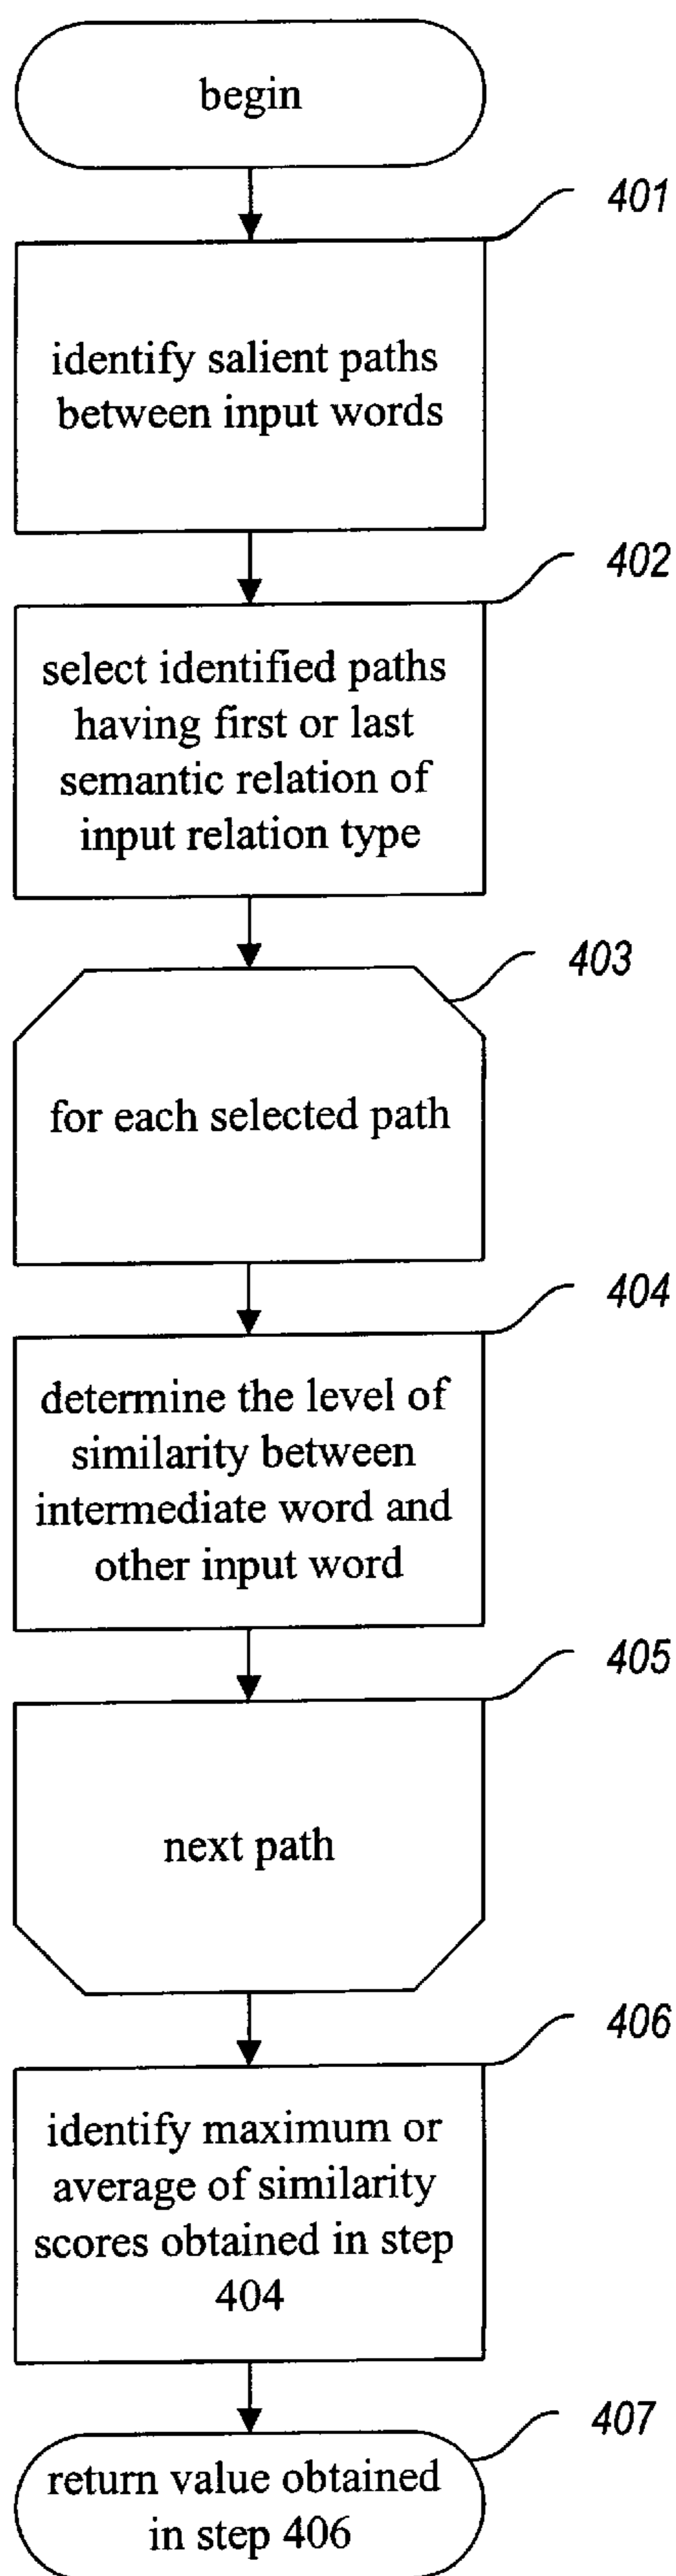 begin
401
identify salient paths
between input words
402
select identified paths
having first or last
semantic relation of
input relation type
403
for each selected path
404
determine the level of
similarity between
intermediate word and
other input word
405
next path
406
identify maximum or
average of similarity
scores obtained in step
404
407
return value obtained
in step 406